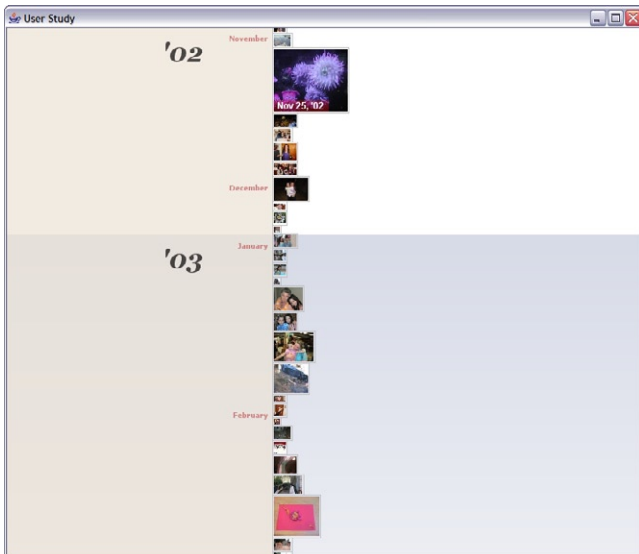 User Study
November
'02
Nov 25, '02
December
January
'03
February